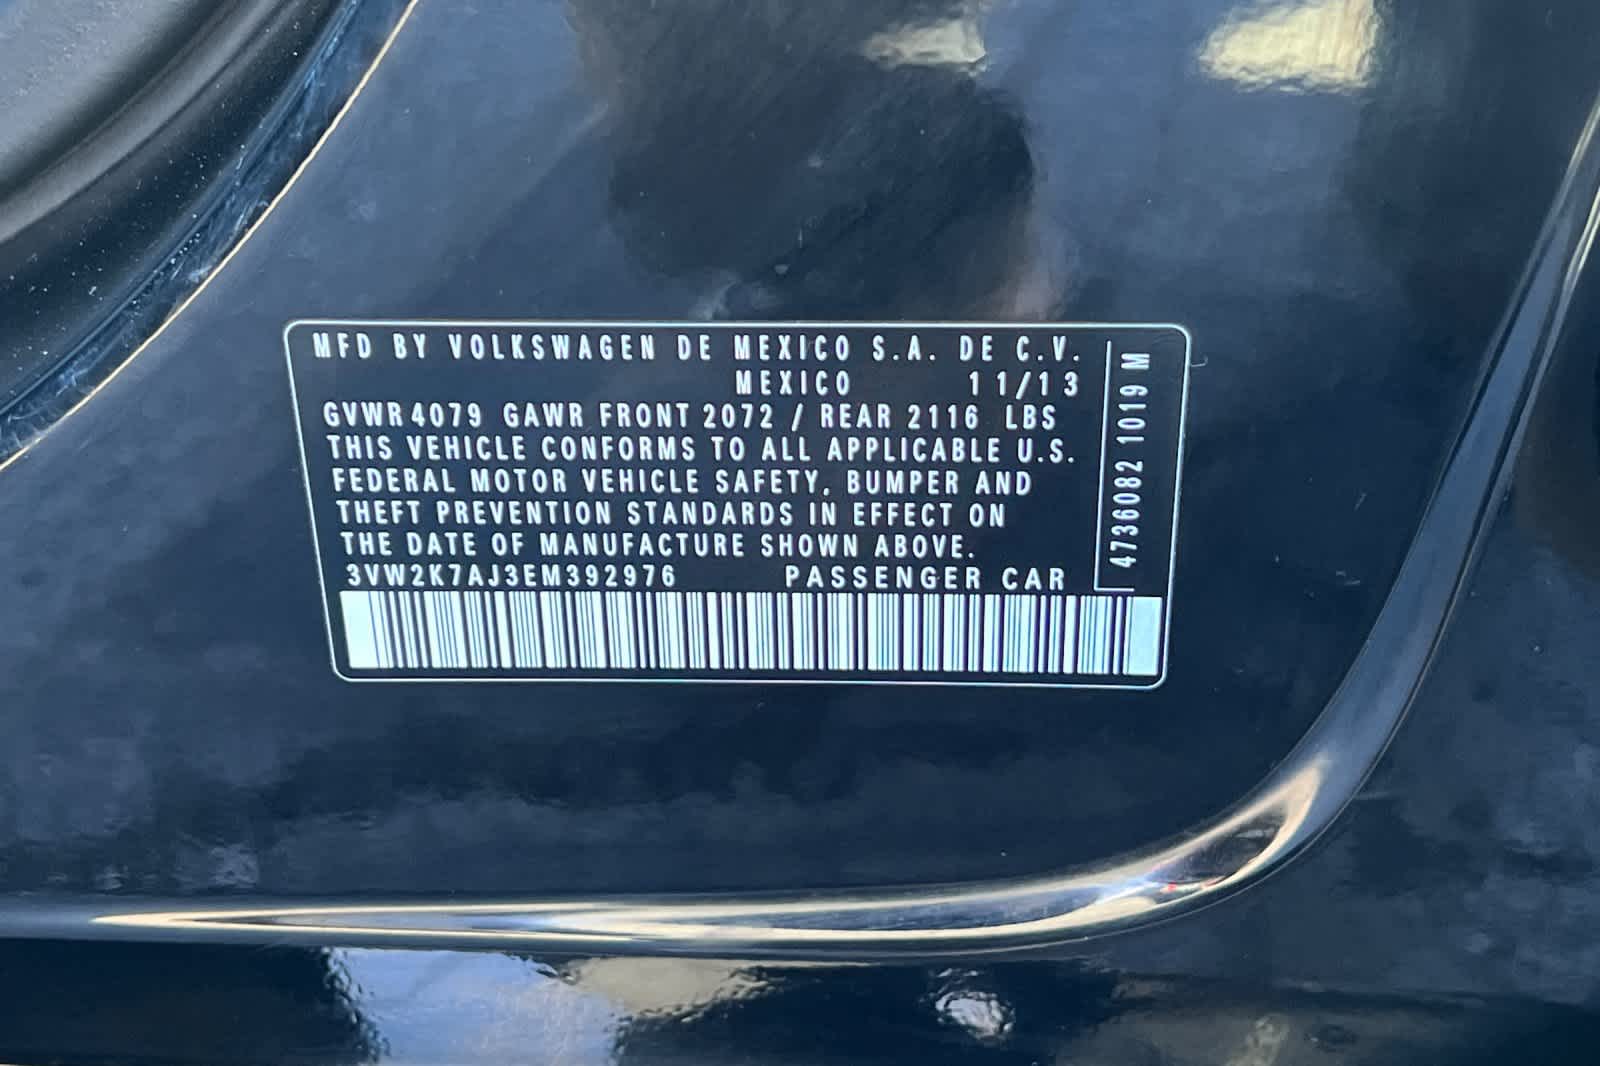 MFD BY VOLKSWAGEN DE MEXICO S.A. DE C.V.
MEXICO 11/13
GVWR 4079 GAWR FRONT 2072 / REAR 2116 LBS
THIS VEHICLE CONFORMS TO ALL APPLICABLE U.S.
FEDERAL MOTOR VEHICLE SAFETY, BUMPER AND
THEFT PREVENTION STANDARDS IN EFFECT ON
THE DATE OF MANUFACTURE SHOWN ABOVE.
3VW2K7AJ3EM392976 PASSENGER CAR
4736082 1019 M